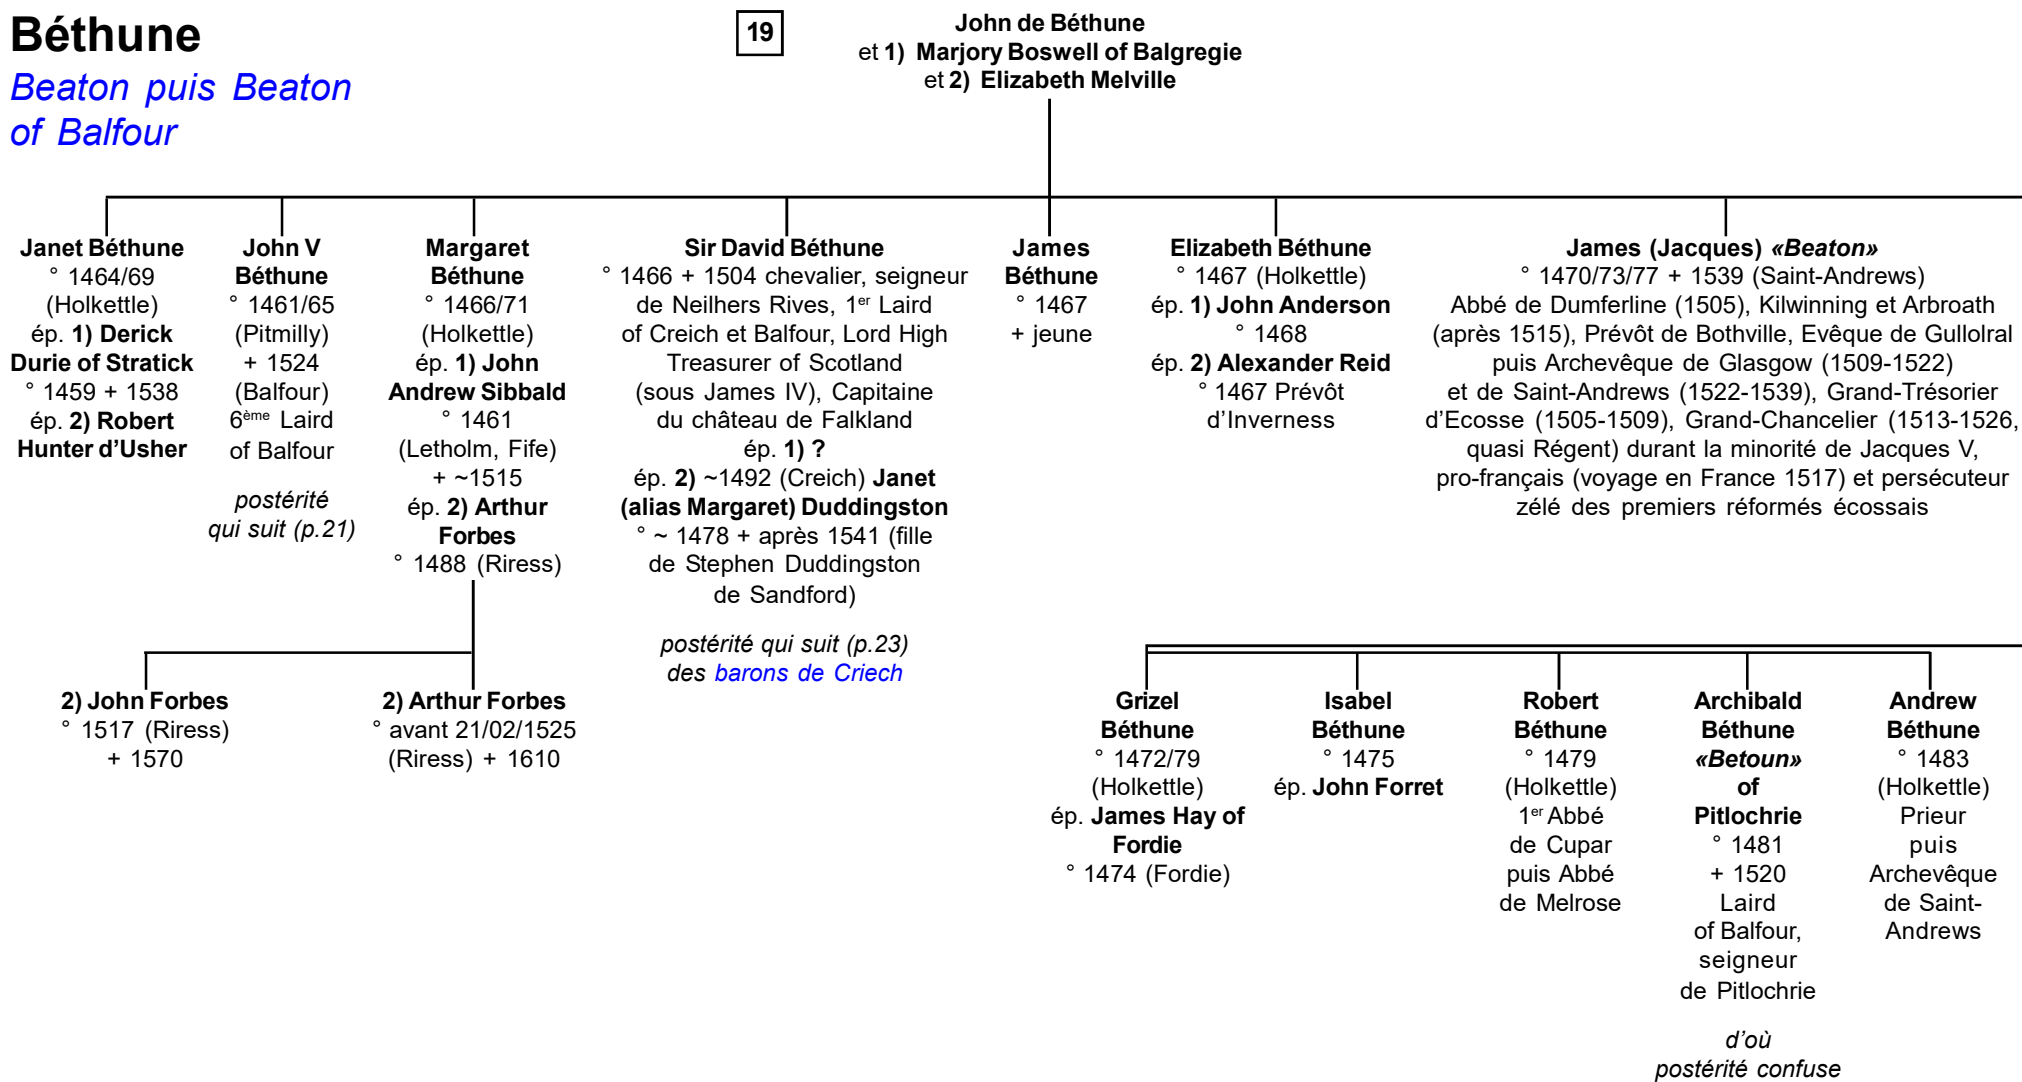 Béthune
Beaton puis Beaton
of Balfour
19
John de Béthune
et 1) Marjory Boswell of Balgregie
et 2) Elizabeth Melville
Janet Béthune
° 1464/69
(Holkettle)
ép. 1) Derick
Durie of Stratick
° 1459 + 1538
ép. 2) Robert
Hunter d’Usher
John V
Béthune
° 1461/65
(Pitmilly)
+ 1524
(Balfour)
6ème Laird
of Balfour
postérité
qui suit (p.21)
Margaret
Béthune
° 1466/71
(Holkettle)
ép. 1) John
Andrew Sibbald
° 1461
(Letholm, Fife)
+ ~1515
ép. 2) Arthur
Forbes
° 1488 (Riress)
Sir David Béthune
° 1466 + 1504 chevalier, seigneur
de Neilhers Rives, 1er Laird
of Creich et Balfour, Lord High
Treasurer of Scotland
(sous James IV), Capitaine
du château de Falkland
ép. 1) ?
ép. 2) ~1492 (Creich) Janet
(alias Margaret) Duddingston
° ~ 1478 + après 1541 (fille
de Stephen Duddingston
de Sandford)
postérité qui suit (p.23)
des barons de Criech
James
Béthune
° 1467
+ jeune
Elizabeth Béthune
° 1467 (Holkettle)
ép. 1) John Anderson
° 1468
ép. 2) Alexander Reid
° 1467 Prévôt
d’Inverness
James (Jacques) «Beaton»
° 1470/73/77 + 1539 (Saint-Andrews)
Abbé de Dumferline (1505), Kilwinning et Arbroath
(après 1515), Prévôt de Bothville, Evêque de Gullolral
puis Archevêque de Glasgow (1509-1522)
et de Saint-Andrews (1522-1539), Grand-Trésorier
d’Ecosse (1505-1509), Grand-Chancelier (1513-1526,
quasi Régent) durant la minorité de Jacques V,
pro-français (voyage en France 1517) et persécuteur
zélé des premiers réformés écossais
2) John Forbes
° 1517 (Riress)
+ 1570
2) Arthur Forbes
° avant 21/02/1525
(Riress) + 1610
Grizel
Béthune
° 1472/79
(Holkettle)
ép. James Hay of
Fordie
° 1474 (Fordie)
Isabel
Béthune
° 1475
ép. John Forret
Robert
Béthune
° 1479
(Holkettle)
1er Abbé
de Cupar
puis Abbé
de Melrose
Archibald
Béthune
«Betoun»
of
Pitlochrie
° 1481
+ 1520
Laird
of Balfour,
seigneur
de Pitlochrie
d’où
postérité confuse
Andrew
Béthune
° 1483
(Holkettle)
Prieur
puis
Archevêque
de Saint-
Andrews